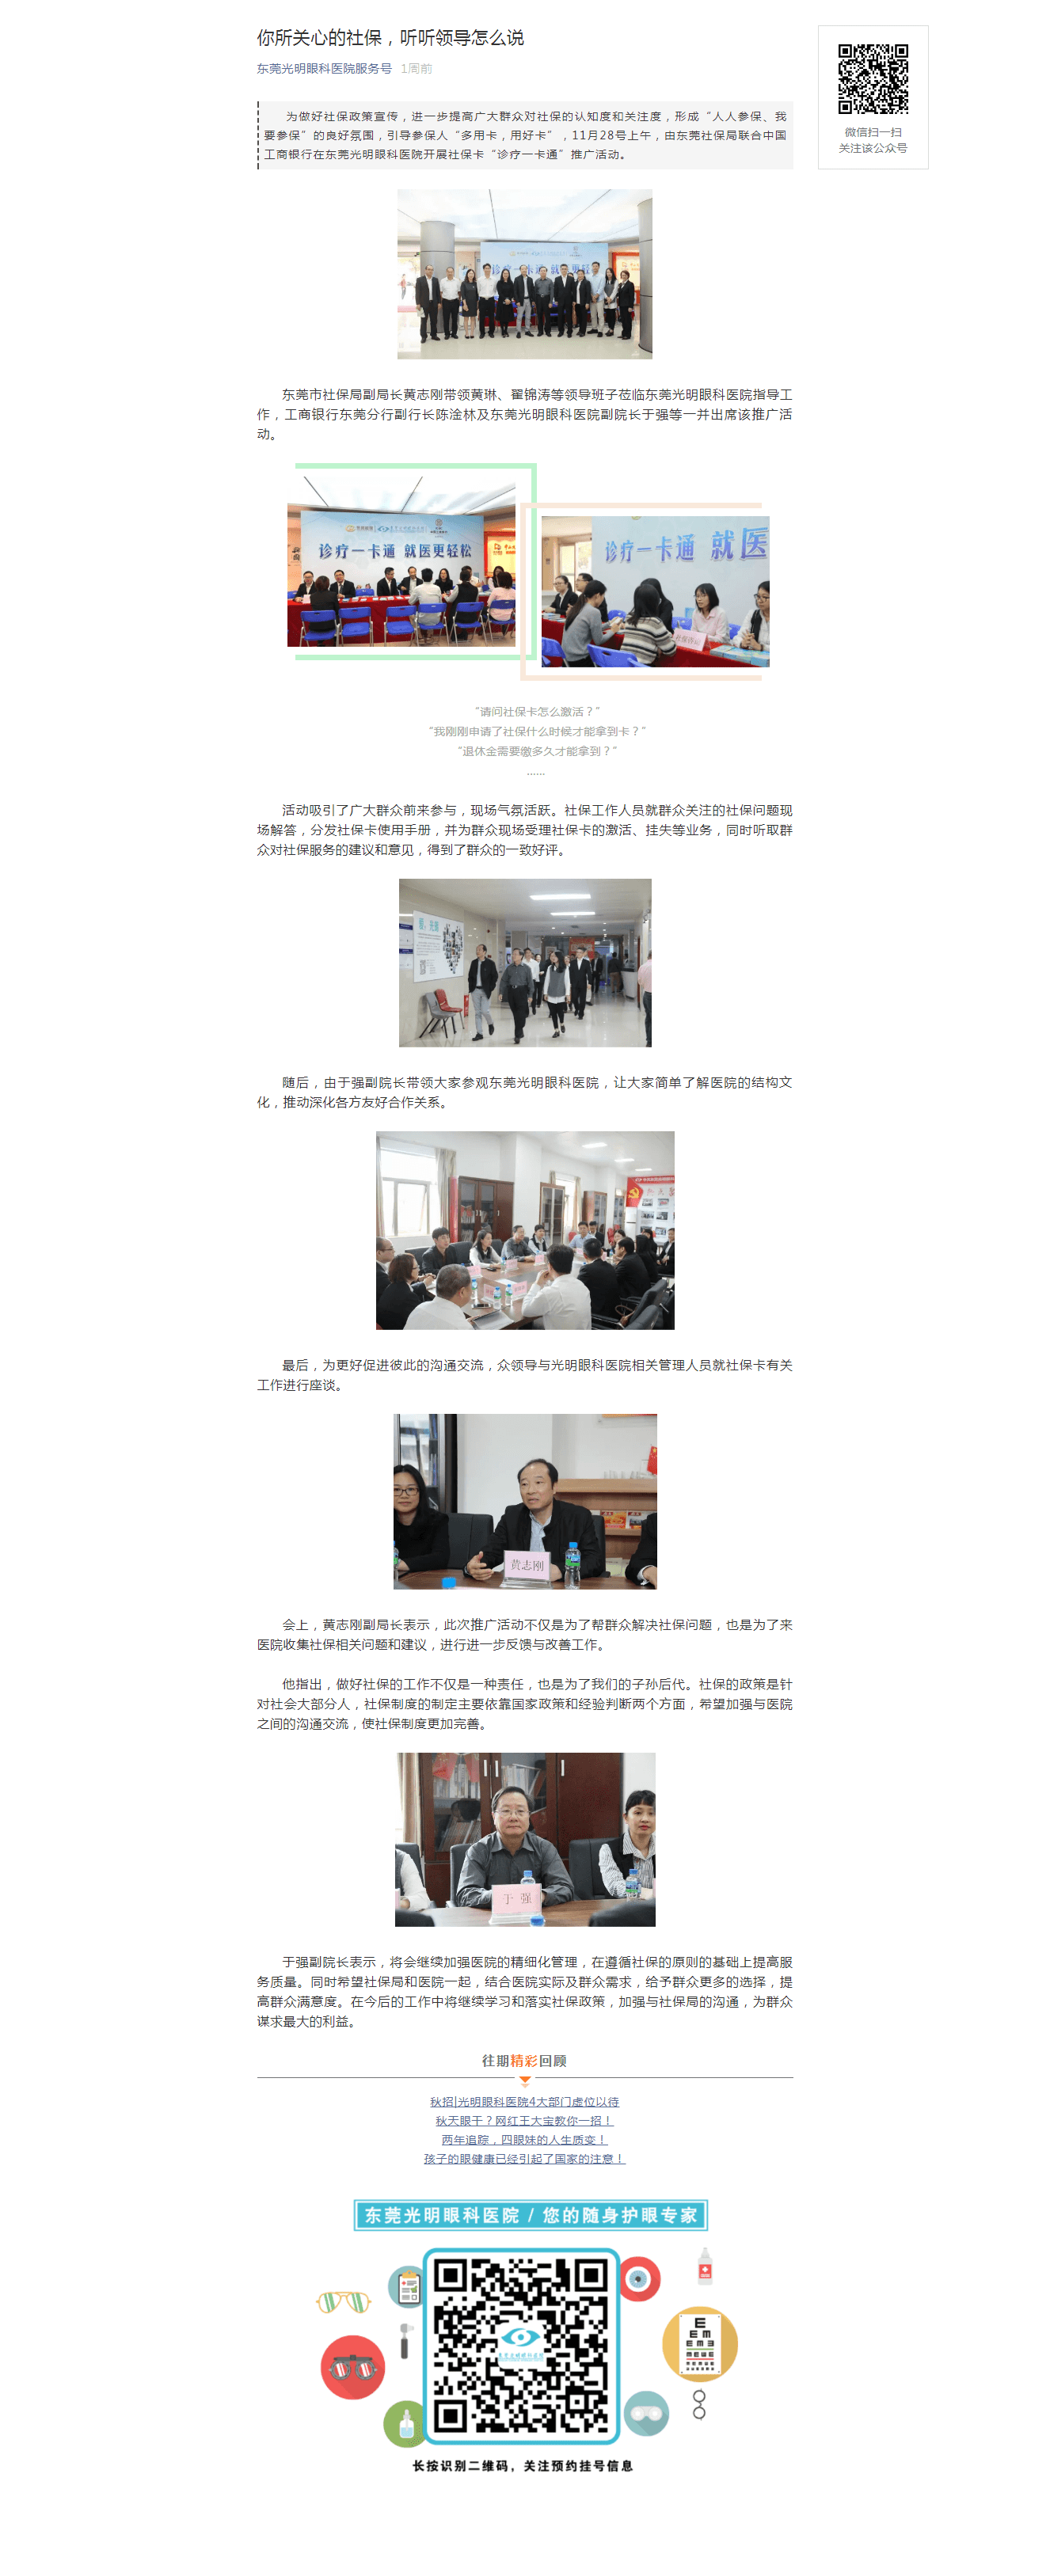 你所关心的社保，听听领导怎么说
东莞光明眼科医院服务号 1周前
微信扫一扫
关注该公众号
为做好社保政策宣传，进一步提高广大群众对社保的认知度和关注度，形成“人人参保、我
要参保”的良好氛围，引导参保人“多用卡，用好卡”，11月28号上午，由东莞社保局联合中国
工商银行在东莞光明眼科医院开展社保卡“诊疗一卡通”推广活动。
诊疗一卡通 就医更轻松
东莞市社保局副局长黄志刚带领黄琳、翟锦涛等领导班子莅临东莞光明眼科医院指导工
作，工商银行东莞分行副行长陈淦林及东莞光明眼科医院副院长于强等一并出席该推广活
动。
诊疗一卡通 就医更轻松
诊疗一卡通 就医
“请问社保卡怎么激活？”
“我刚刚申请了社保什么时候才能拿到卡？”
“退休金需要缴多久才能拿到？”
......
活动吸引了广大群众前来参与，现场气氛活跃。社保工作人员就群众关注的社保问题现
场解答，分发社保卡使用手册，并为群众现场受理社保卡的激活、挂失等业务，同时听取群
众对社保服务的建议和意见，得到了群众的一致好评。
随后，由于强副院长带领大家参观东莞光明眼科医院，让大家简单了解医院的结构文
化，推动深化各方友好合作关系。
最后，为更好促进彼此的沟通交流，众领导与光明眼科医院相关管理人员就社保卡有关
工作进行座谈。
黄志刚
会上，黄志刚副局长表示，此次推广活动不仅是为了帮群众解决社保问题，也是为了来
医院收集社保相关问题和建议，进行进一步反馈与改善工作。
他指出，做好社保的工作不仅是一种责任，也是为了我们的子孙后代。社保的政策是针
对社会大部分人，社保制度的制定主要依靠国家政策和经验判断两个方面，希望加强与医院
之间的沟通交流，使社保制度更加完善。
于 强
于强副院长表示，将会继续加强医院的精细化管理，在遵循社保的原则的基础上提高服
务质量。同时希望社保局和医院一起，结合医院实际及群众需求，给予群众更多的选择，提
高群众满意度。在今后的工作中将继续学习和落实社保政策，加强与社保局的沟通，为群众
谋求最大的利益。
往期精彩回顾
秋招|光明眼科医院4大部门虚位以待
秋天眼干？网红王大宝教你一招！
两年追踪，四眼妹的人生质变！
孩子的眼健康已经引起了国家的注意！
东莞光明眼科医院 / 您的随身护眼专家
长按识别二维码，关注预约挂号信息